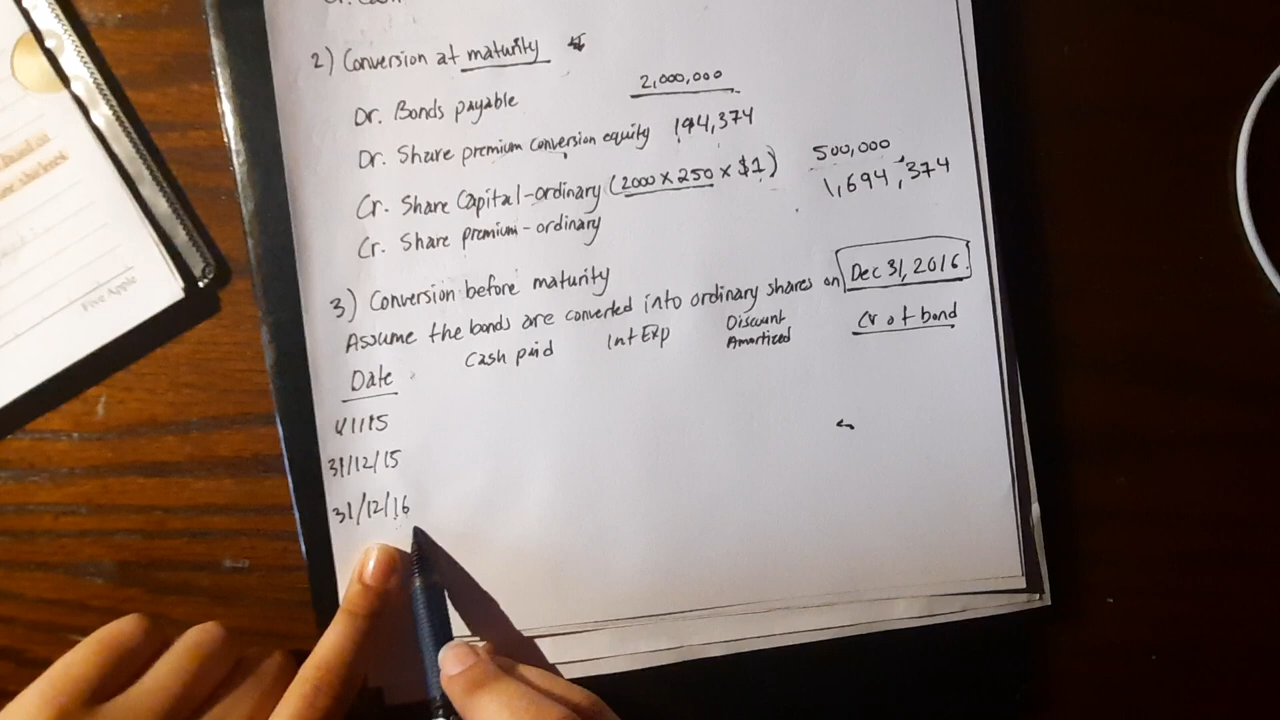 2) Conversion at maturity
Dr. Bonds payable 2,000,000
Dr. Share premium conversion equity 194,374
Cr. Share Capital-ordinary (2000 x 250 x $1) 500,000
Cr. Share premium-ordinary 1,694,374
3) Conversion before maturity
Assume the bonds are converted into ordinary shares on Dec 31, 2016.
Date Cash paid Int Exp Discount Amortized CV of bond
1/1/15
31/12/15
31/12/16
Five Apple